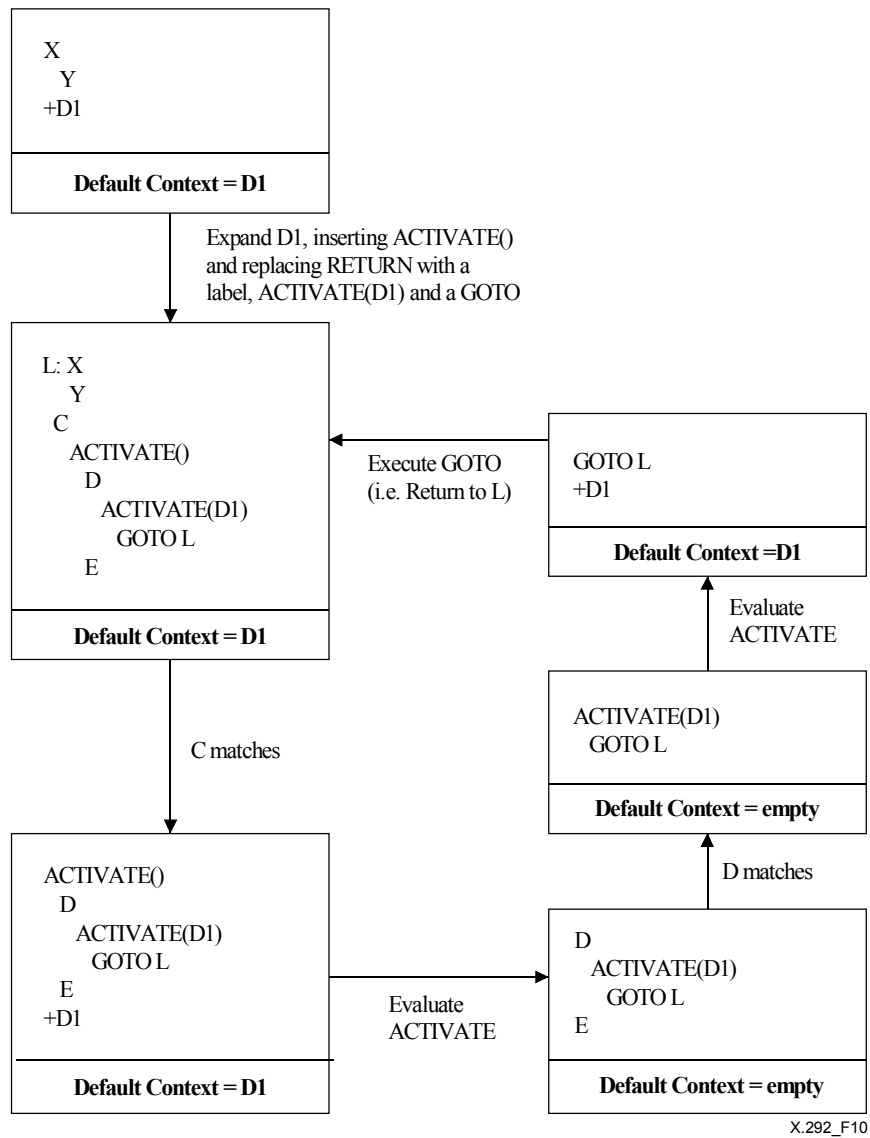 X
Y
+D1
Default Context = D1
Expand D1, inserting ACTIVATE()
and replacing RETURN with a
label, ACTIVATE(D1) and a GOTO
L: X
Y
C
ACTIVATE()
D
ACTIVATE(D1)
GOTO L
E
Default Context = D1
Execute GOTO
(i.e. Return to L)
GOTO L
+D1
Default Context =D1
Evaluate
ACTIVATE
ACTIVATE(D1)
GOTO L
Default Context = empty
C matches
D matches
ACTIVATE()
D
ACTIVATE(D1)
GOTO L
E
+D1
Default Context = D1
Evaluate
ACTIVATE
D
ACTIVATE(D1)
GOTO L
E
Default Context = empty
X.292_F10